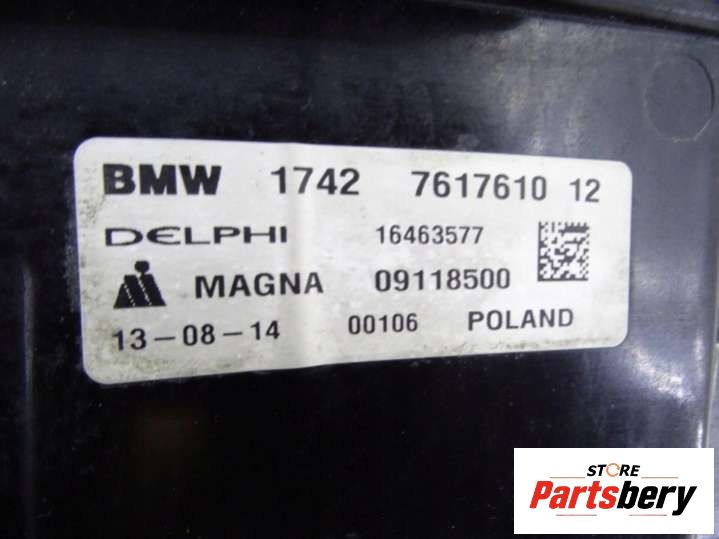 BMW 1742 7617610 12
DELPHI 16463577
MAGNA 09118500
13-08-14 00106 POLAND
STORE
Partsbery